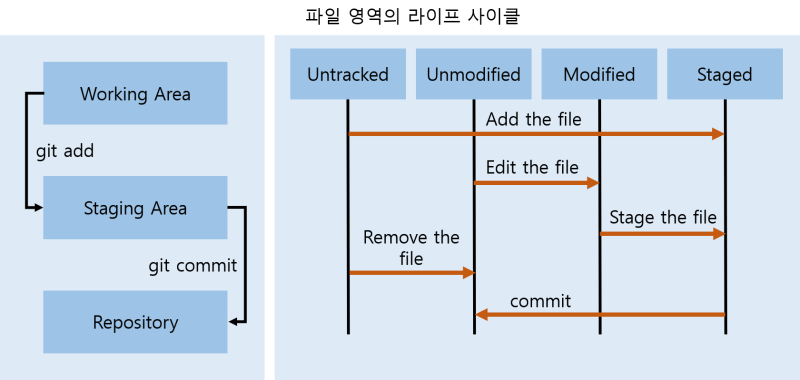 파일 영역의 라이프 사이클
Working Area
git add
Staging Area
git commit
Repository
Untracked
Unmodified
Modified
Staged
Add the file
Edit the file
Stage the file
Remove the
file
commit